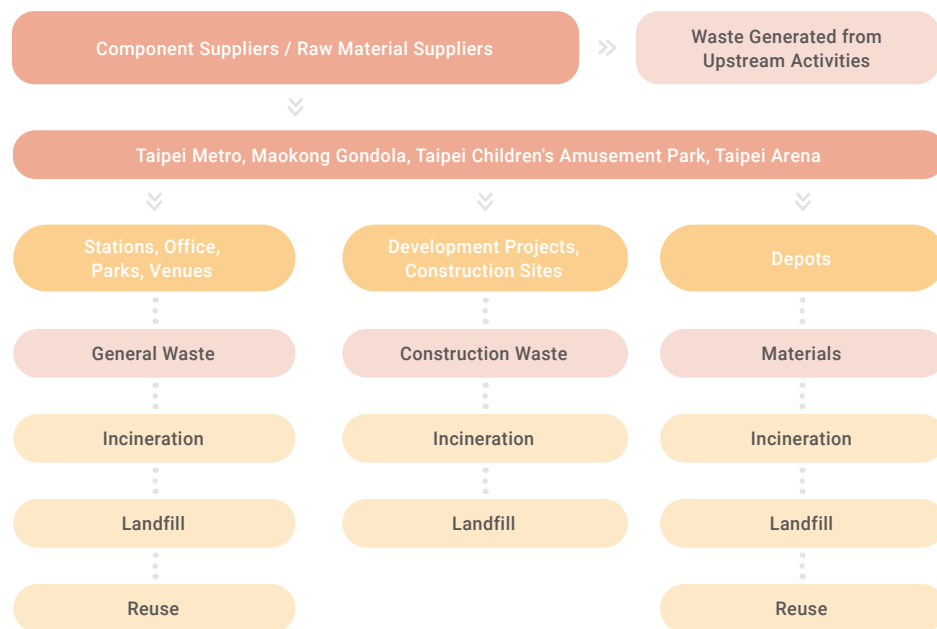 Component Suppliers / Raw Material Suppliers
Waste Generated from
Upstream Activities
Taipei Metro, Maokong Gondola, Taipei Children's Amusement Park, Taipei Arena
Stations, Office,
Parks, Venues
Development Projects,
Construction Sites
Depots
General Waste
Construction Waste
Materials
Incineration
Incineration
Incineration
Landfill
Landfill
Landfill
Reuse
Reuse